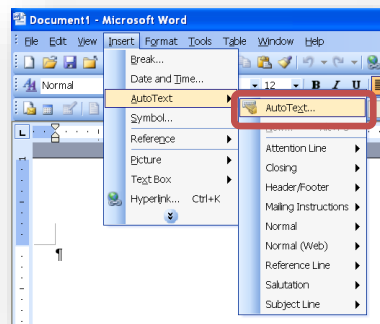 Document1 - Microsoft Word
File Edit View Insert Format Tools Table Window Help
Normal
12
B I U
Break...
Date and Time...
AutoText
Symbol...
Reference
Picture
Text Box
Hyperlink... Ctrl+K
AutoText...
Attention Line
Closing
Header/Footer
Mailing Instructions
Normal
Normal (Web)
Reference Line
Salutation
Subject Line
L
¶